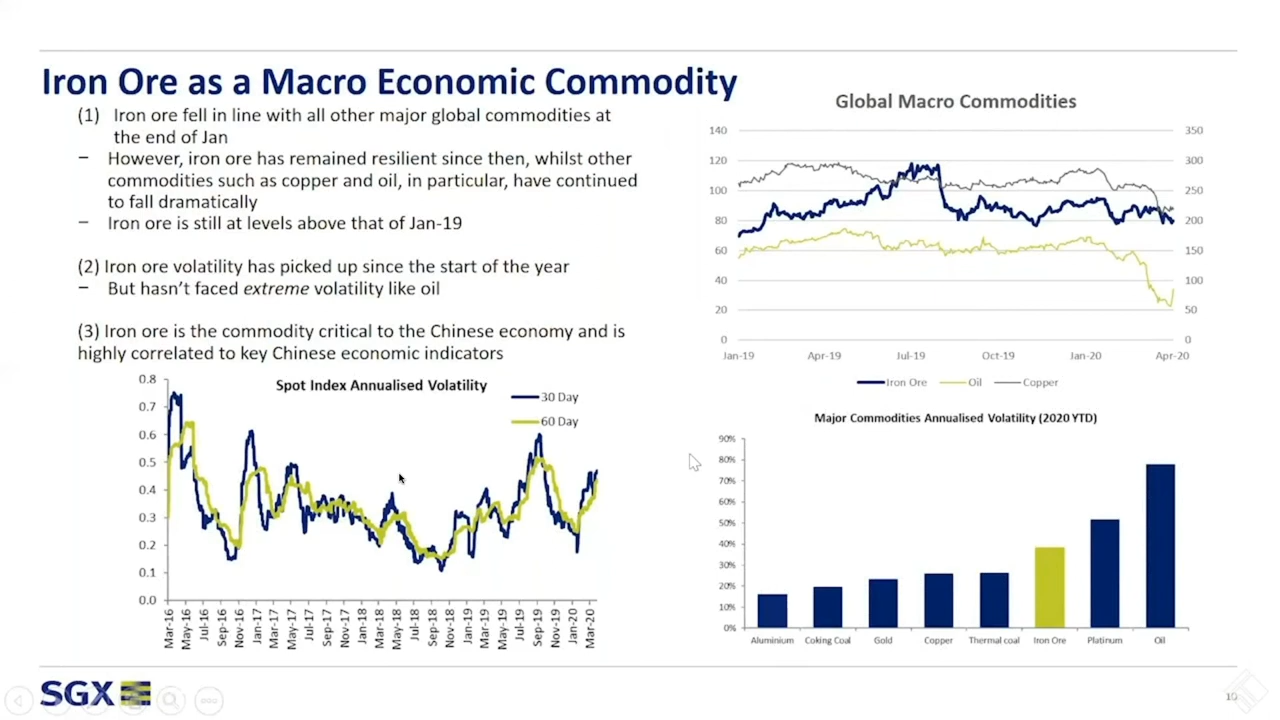 Iron Ore as a Macro Economic Commodity
(1) Iron ore fell in line with all other major global commodities at
the end of Jan
– However, iron ore has remained resilient since then, whilst other
commodities such as copper and oil, in particular, have continued
to fall dramatically
– Iron ore is still at levels above that of Jan-19
(2) Iron ore volatility has picked up since the start of the year
– But hasn't faced extreme volatility like oil
(3) Iron ore is the commodity critical to the Chinese economy and is
highly correlated to key Chinese economic indicators
Spot Index Annualised Volatility
30 Day
60 Day
0.8
0.7
0.6
0.5
0.4
0.3
0.2
0.1
0.0
Mar-16 May-16 Jul-16 Sep-16 Nov-16 Jan-17 Mar-17 May-17 Jul-17 Sep-17 Nov-17 Jan-18 Mar-18 May-18 Jul-18 Sep-18 Nov-18 Jan-19 Mar-19 May-19 Jul-19 Sep-19 Nov-19 Jan-20 Mar-20
Global Macro Commodities
140 350
120 300
100 250
80 200
60 150
40 100
20 50
0 0
Jan-19 Apr-19 Jul-19 Oct-19 Jan-20 Apr-20
Iron Ore Oil Copper
Major Commodities Annualised Volatility (2020 YTD)
90%
80%
70%
60%
50%
40%
30%
20%
10%
0%
Aluminium Coking Coal Gold Copper Thermal coal Iron Ore Platinum Oil
SGX
10